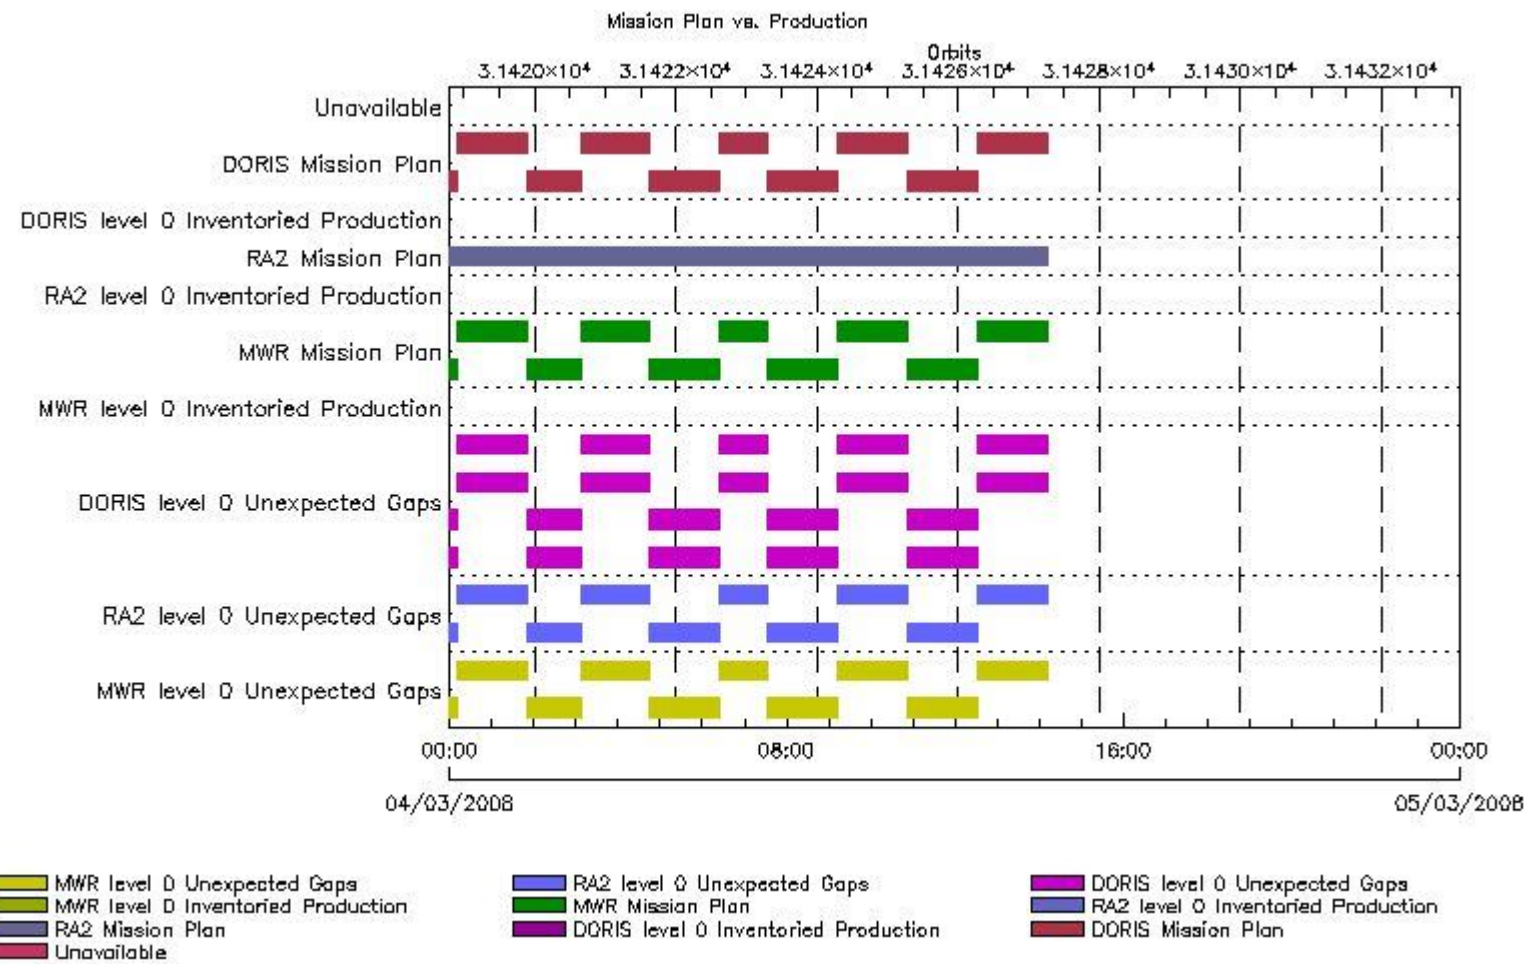 Mission Plan vs. Production
Orbits
3.1420×10⁴ 3.1422×10⁴ 3.1424×10⁴ 3.1426×10⁴ 3.1428×10⁴ 3.1430×10⁴ 3.1432×10⁴
Unavailable
DORIS Mission Plan
DORIS level 0 Inventoried Production
RA2 Mission Plan
RA2 level 0 Inventoried Production
MWR Mission Plan
MWR level 0 Inventoried Production
DORIS level 0 Unexpected Gaps
RA2 level 0 Unexpected Gaps
MWR level 0 Unexpected Gaps
00:00 08:00 16:00 00:00
04/03/2008 05/03/2008
MWR level 0 Unexpected Gaps RA2 level 0 Unexpected Gaps DORIS level 0 Unexpected Gaps
MWR level 0 Inventoried Production MWR Mission Plan RA2 level 0 Inventoried Production
RA2 Mission Plan DORIS level 0 Inventoried Production DORIS Mission Plan
Unavailable